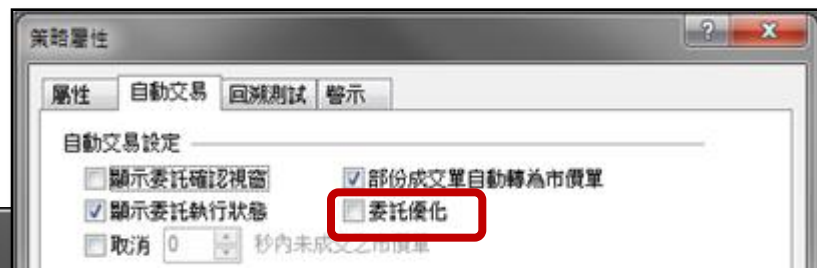 策略屬性
屬性 自動交易 回溯測試 警示
自動交易設定
顯示委託確認視窗 部份成交單自動轉為市價單
顯示委託執行狀態 委託優化
取消 0 秒內未成交之市價單